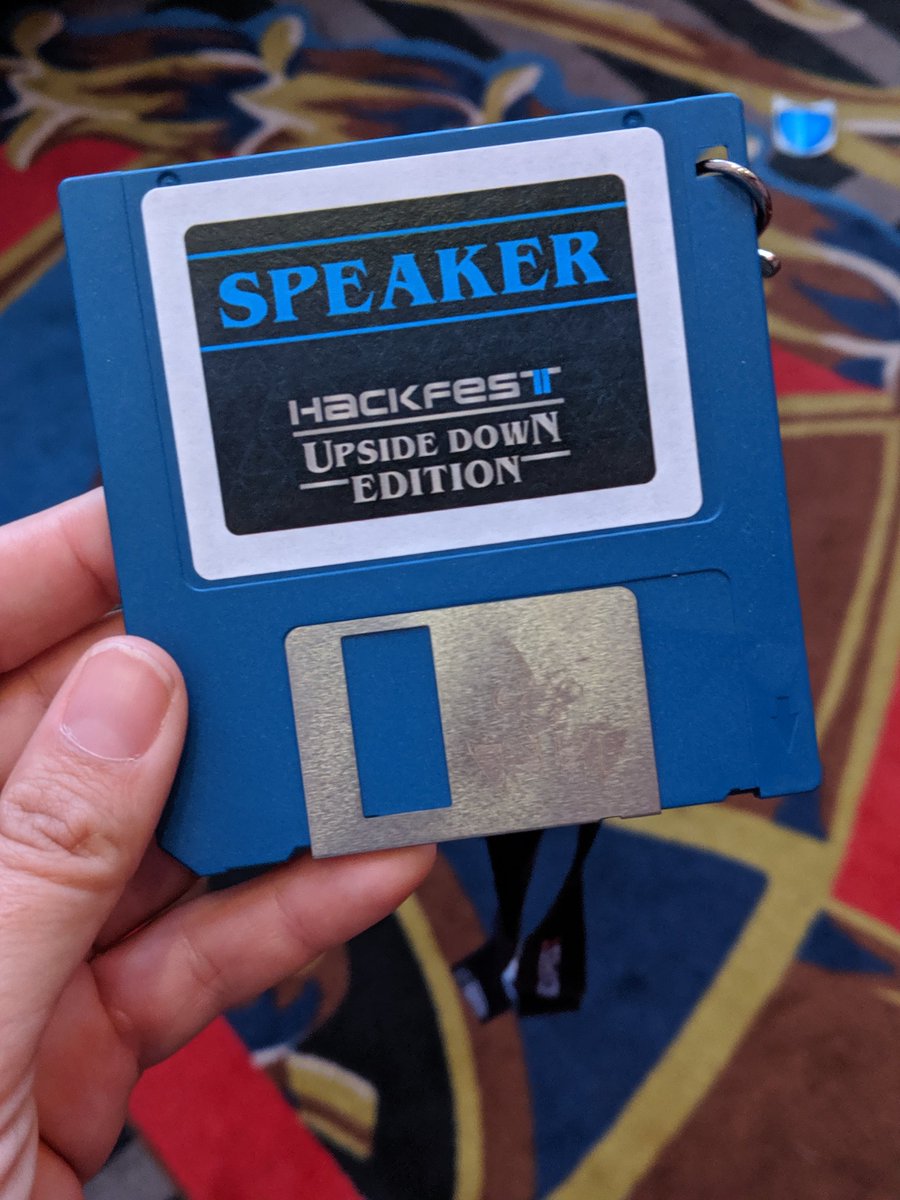 SPEAKER
HACKFEST
UPSIDE DOWN
EDITION